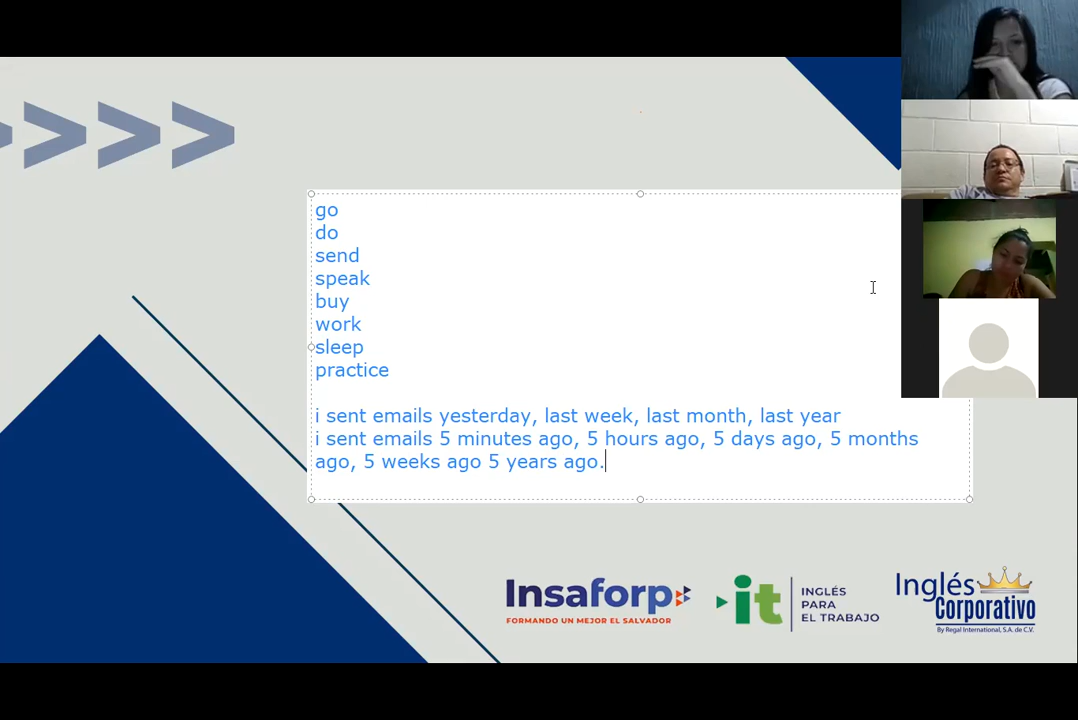 go
do
send
speak
buy
work
sleep
practice
i sent emails yesterday, last week, last month, last year
i sent emails 5 minutes ago, 5 hours ago, 5 days ago, 5 months
ago, 5 weeks ago 5 years ago.
Insaforp
FORMANDO UN MEJOR EL SALVADOR
it
INGLÉS
PARA
EL TRABAJO
Inglés
Corporativo
By Regal International, S.A. de C.V.